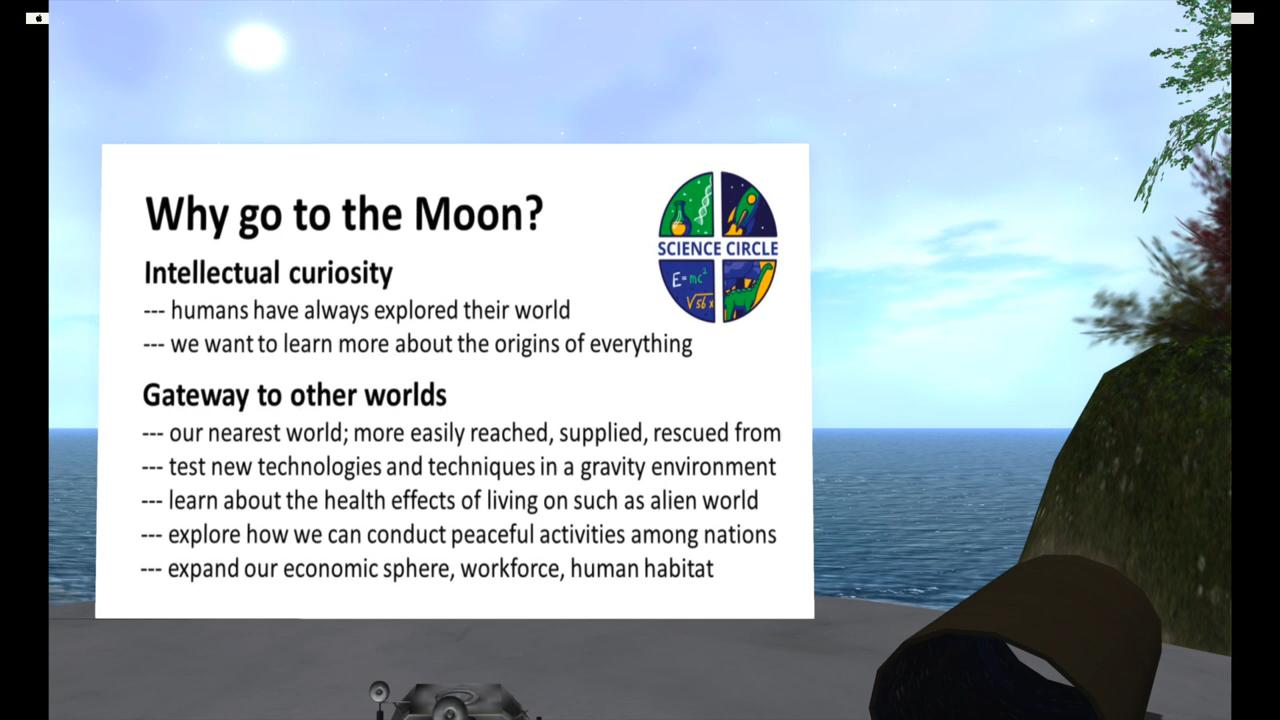 Why go to the Moon?
SCIENCE CIRCLE
E=mc²
√56 x
Intellectual curiosity
--- humans have always explored their world
--- we want to learn more about the origins of everything
Gateway to other worlds
--- our nearest world; more easily reached, supplied, rescued from
--- test new technologies and techniques in a gravity environment
--- learn about the health effects of living on such as alien world
--- explore how we can conduct peaceful activities among nations
--- expand our economic sphere, workforce, human habitat